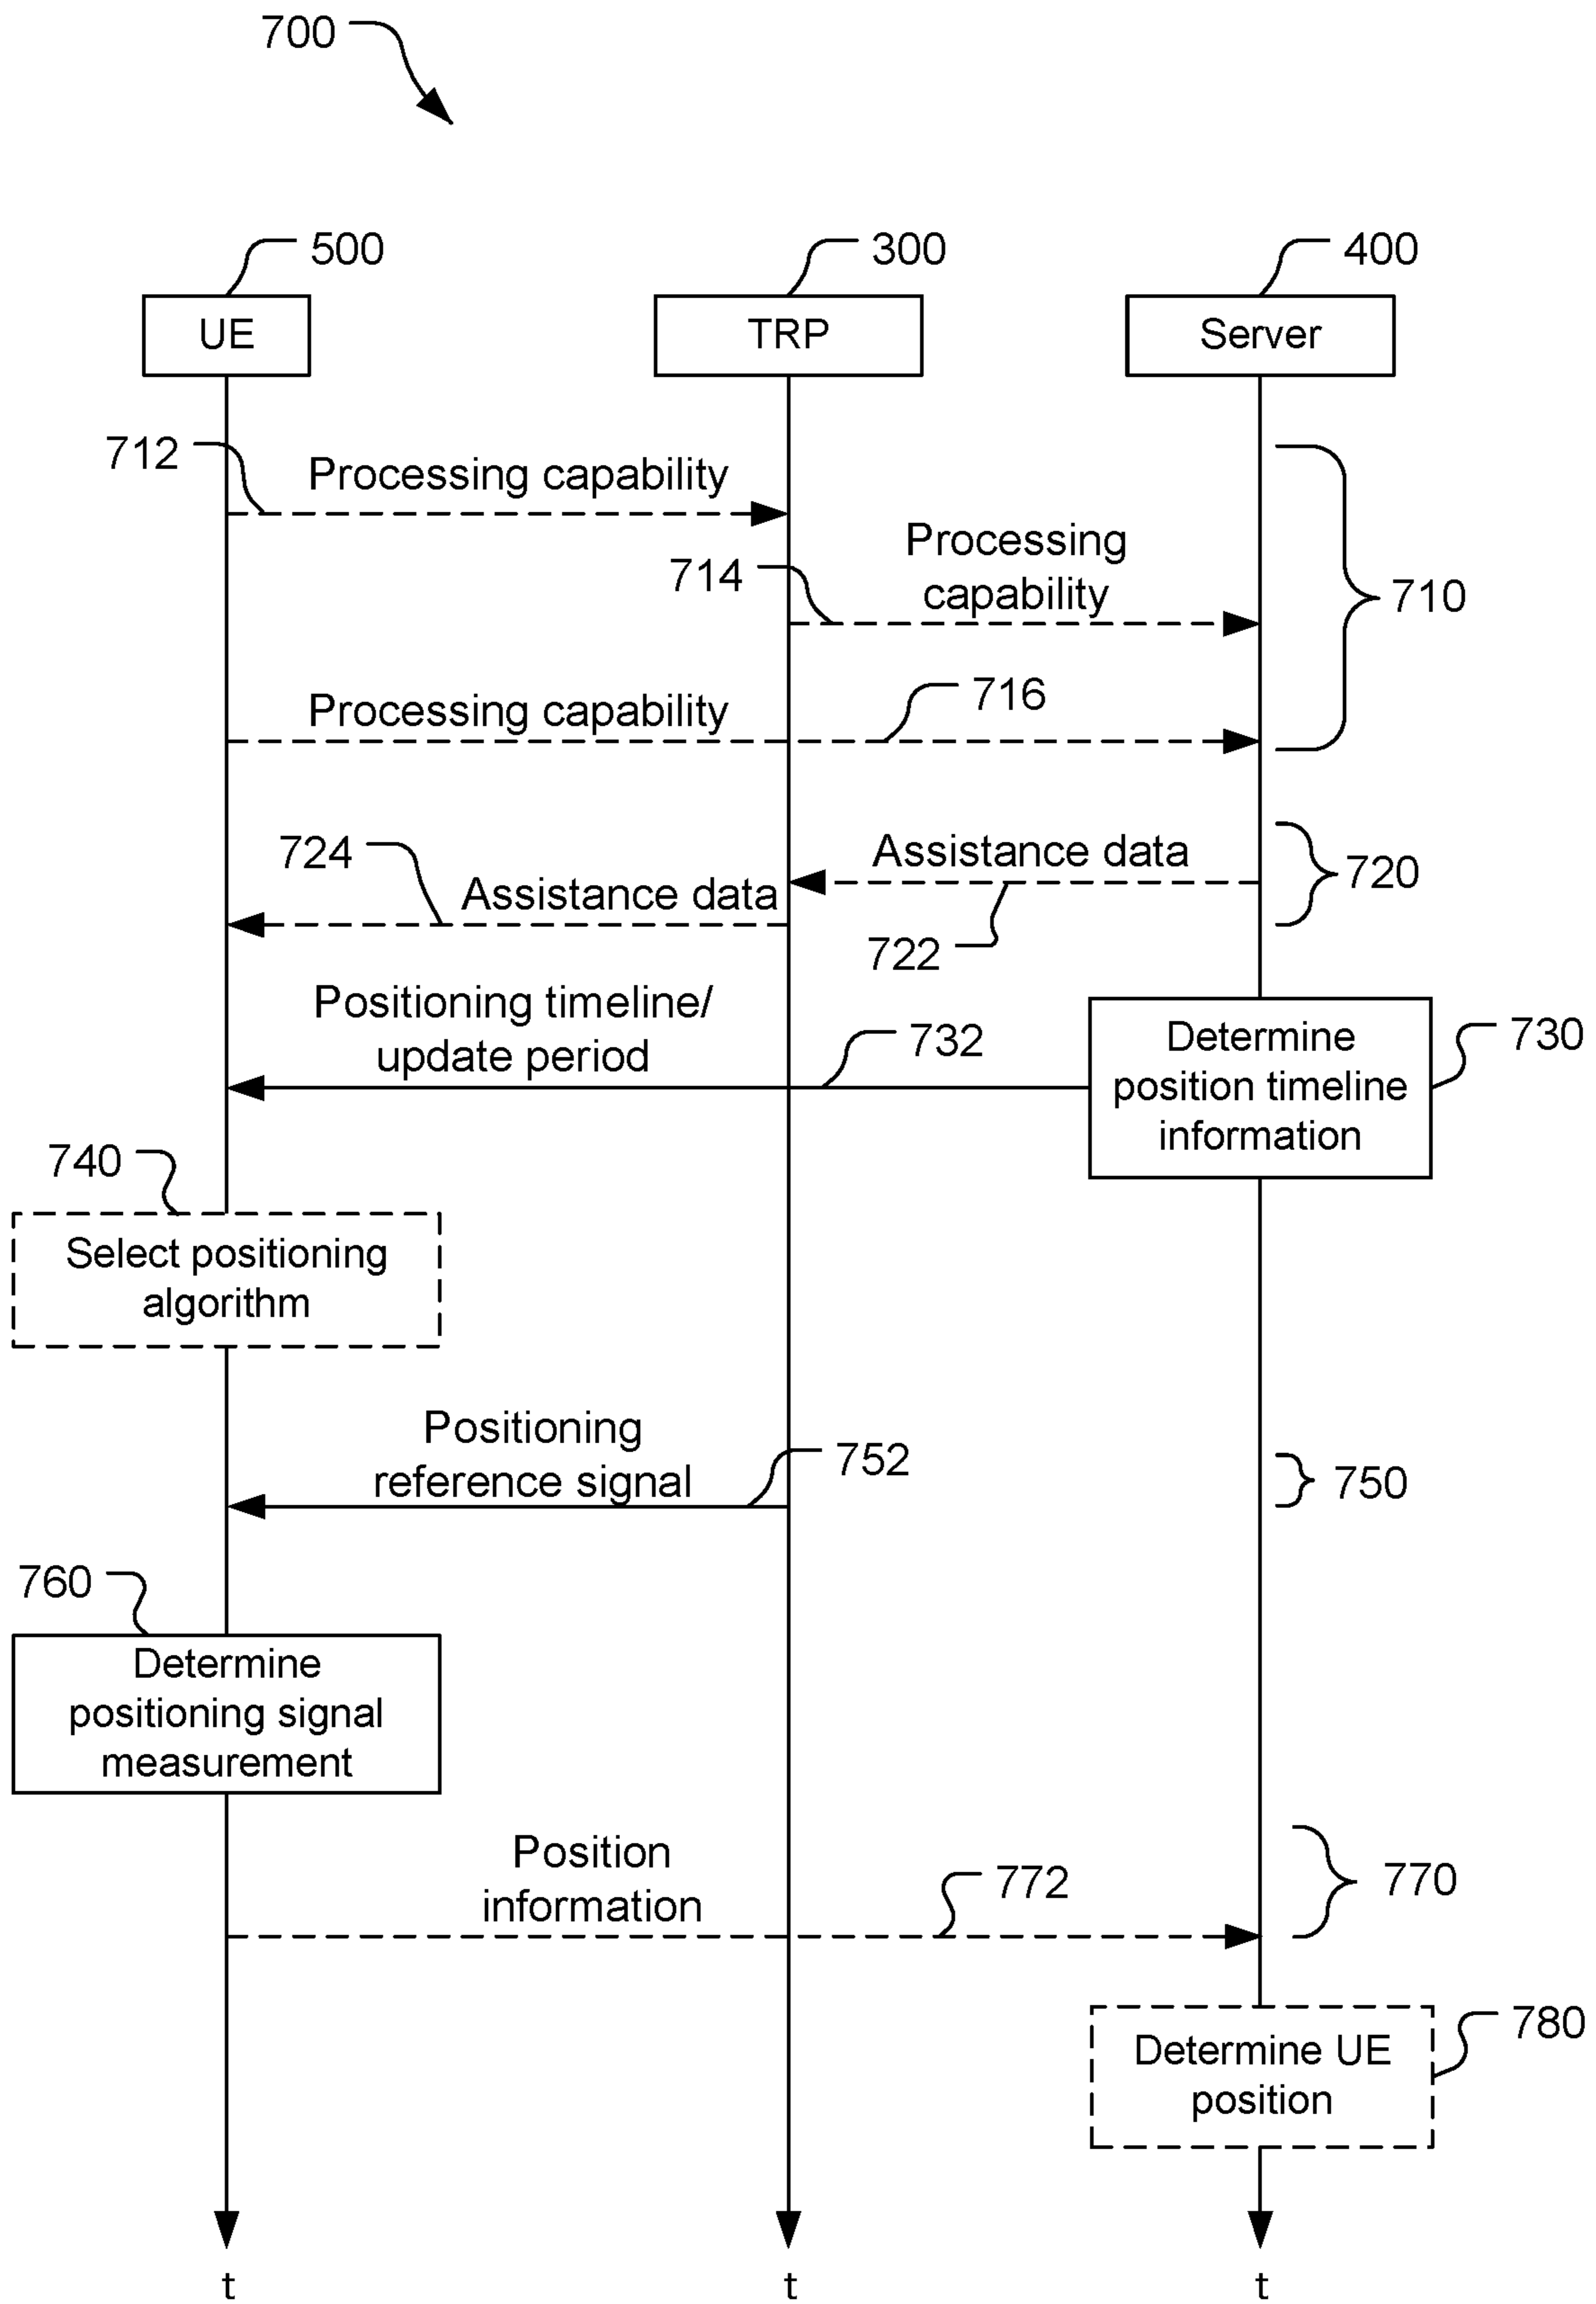 700
500
300
400
UE
TRP
Server
712
Processing capability
Processing
capability
714
710
Processing capability
716
724
Assistance data
Assistance data
720
722
Positioning timeline/
update period
732
Determine
position timeline
information
730
740
Select positioning
algorithm
Positioning
reference signal
752
750
760
Determine
positioning signal
measurement
Position
information
772
770
Determine UE
position
780
t
t
t